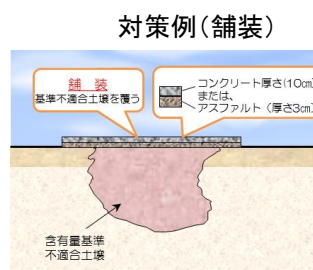 対策例(舗装)
舗 装
基準不適合土壌を覆う
コンクリート厚さ(10cm)
または、
アスファルト（厚さ3cm）
含有量基準
不適合土壌